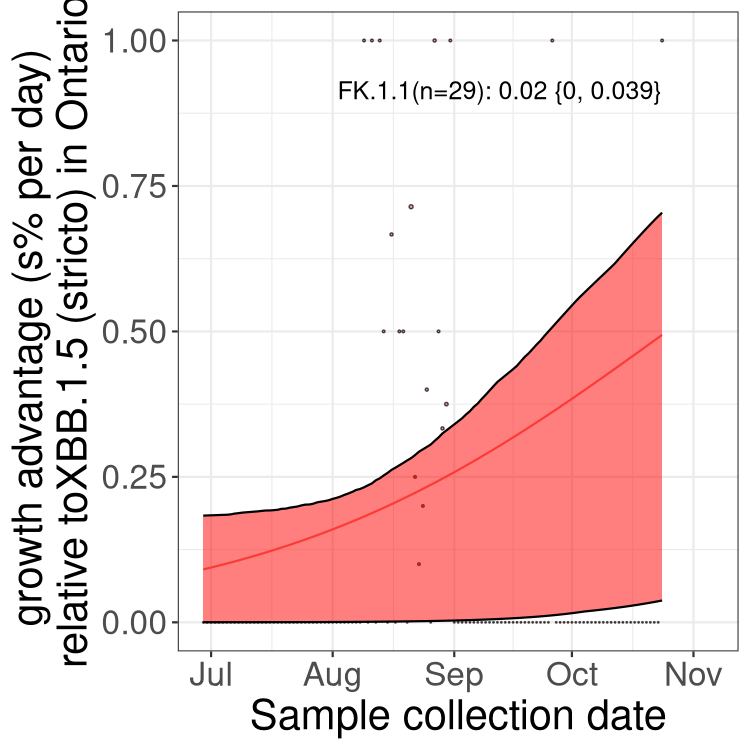 growth advantage (s% per day)
relative toXBB.1.5 (stricto) in Ontario
1.00
0.75
0.50
0.25
0.00
FK.1.1(n=29): 0.02 {0, 0.039}
Jul Aug Sep Oct Nov
Sample collection date